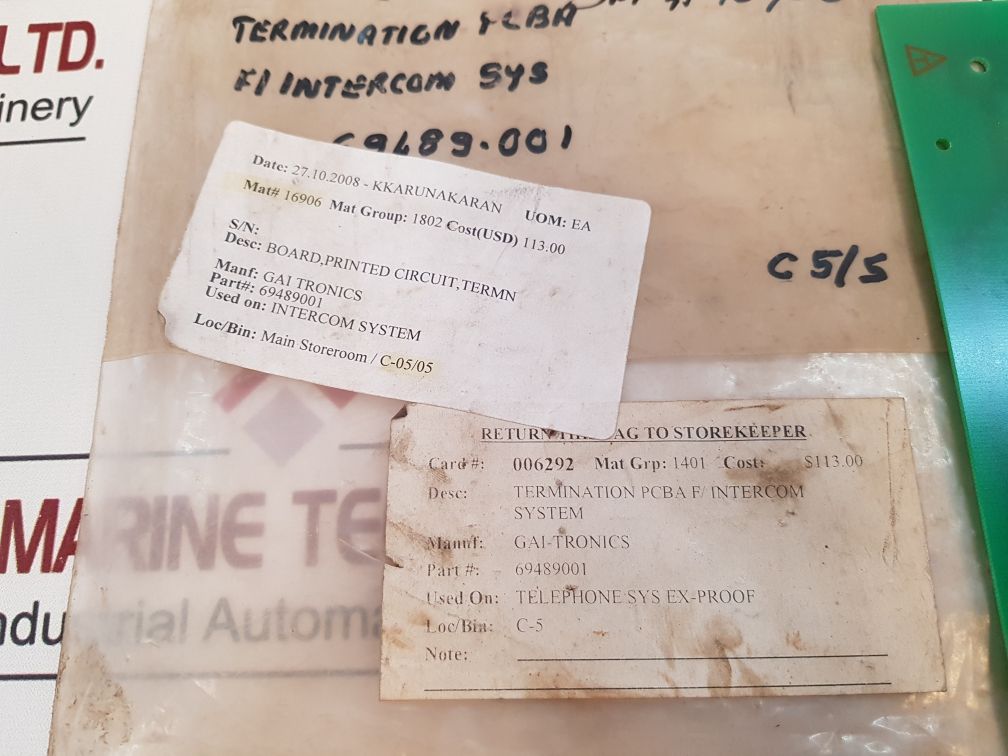 LTD.
inery
TERMINATION PCBA
F/ INTERCOM SYS
69489.001
C5/5
Date: 27.10.2008 - KKARUNAKARAN UOM: EA
Mat# 16906 Mat Group: 1802 Cost(USD) 113.00
S/N:
Desc: BOARD,PRINTED CIRCUIT,TERMN
Manf: GAI TRONICS
Part#: 69489001
Used on: INTERCOM SYSTEM
Loc/Bin: Main Storeroom / C-05/05
RETURN AG TO STOREKEEPER
Card #: 006292 Mat Grp: 1401 Cost: $113.00
Desc: TERMINATION PCBA F/ INTERCOM
SYSTEM
Manuf: GAI-TRONICS
Part #: 69489001
Used On: TELEPHONE SYS EX-PROOF
Loc/Bin: C-5
Note:
MARINE TE
ndustrial Automa